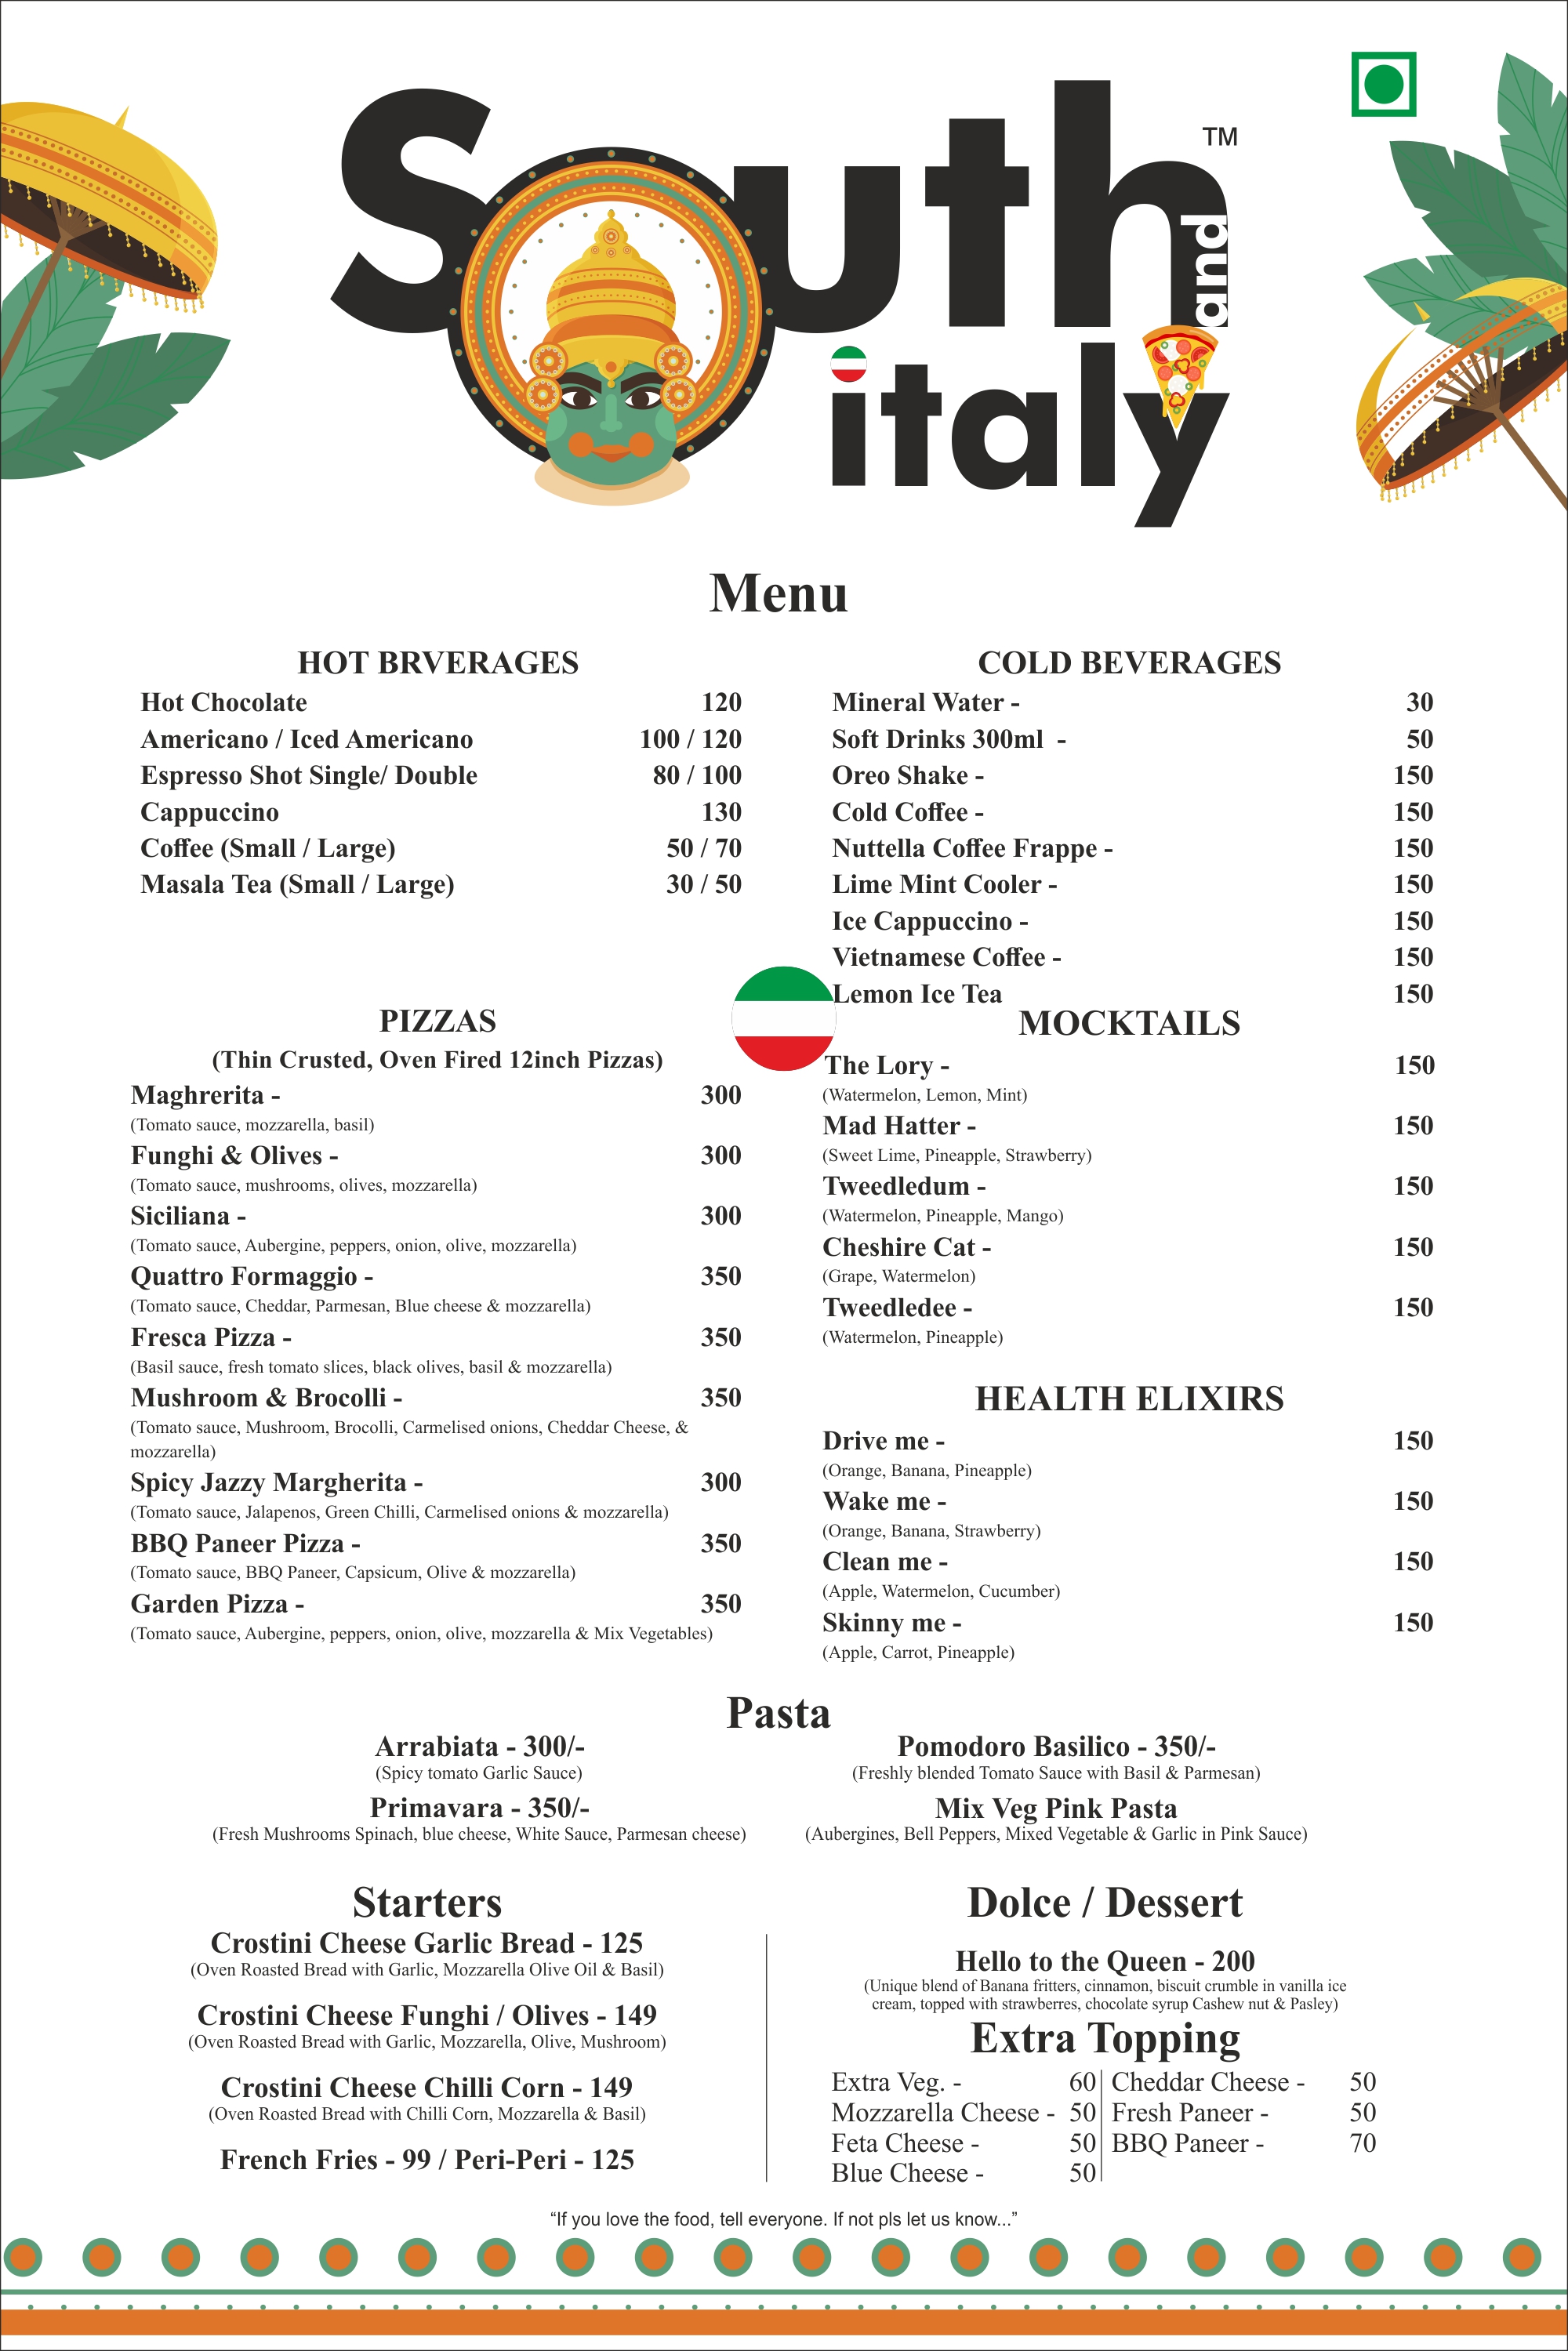 South
TM
and
italy
Menu
HOT BRVERAGES
Hot Chocolate 120
Americano / Iced Americano 100 / 120
Espresso Shot Single/ Double 80 / 100
Cappuccino 130
Coffee (Small / Large) 50 / 70
Masala Tea (Small / Large) 30 / 50
COLD BEVERAGES
Mineral Water - 30
Soft Drinks 300ml - 50
Oreo Shake - 150
Cold Coffee - 150
Nuttella Coffee Frappe - 150
Lime Mint Cooler - 150
Ice Cappuccino - 150
Vietnamese Coffee - 150
Lemon Ice Tea 150
PIZZAS
(Thin Crusted, Oven Fired 12inch Pizzas)
Maghrerita - 300
(Tomato sauce, mozzarella, basil)
Funghi & Olives - 300
(Tomato sauce, mushrooms, olives, mozzarella)
Siciliana - 300
(Tomato sauce, Aubergine, peppers, onion, olive, mozzarella)
Quattro Formaggio - 350
(Tomato sauce, Cheddar, Parmesan, Blue cheese & mozzarella)
Fresca Pizza - 350
(Basil sauce, fresh tomato slices, black olives, basil & mozzarella)
Mushroom & Brocolli - 350
(Tomato sauce, Mushroom, Brocolli, Carmelised onions, Cheddar Cheese, &
mozzarella)
Spicy Jazzy Margherita - 300
(Tomato sauce, Jalapenos, Green Chilli, Carmelised onions & mozzarella)
BBQ Paneer Pizza - 350
(Tomato sauce, BBQ Paneer, Capsicum, Olive & mozzarella)
Garden Pizza - 350
(Tomato sauce, Aubergine, peppers, onion, olive, mozzarella & Mix Vegetables)
MOCKTAILS
The Lory - 150
(Watermelon, Lemon, Mint)
Mad Hatter - 150
(Sweet Lime, Pineapple, Strawberry)
Tweedledum - 150
(Watermelon, Pineapple, Mango)
Cheshire Cat - 150
(Grape, Watermelon)
Tweedledee - 150
(Watermelon, Pineapple)
HEALTH ELIXIRS
Drive me - 150
(Orange, Banana, Pineapple)
Wake me - 150
(Orange, Banana, Strawberry)
Clean me - 150
(Apple, Watermelon, Cucumber)
Skinny me - 150
(Apple, Carrot, Pineapple)
Pasta
Arrabiata - 300/-
(Spicy tomato Garlic Sauce)
Primavara - 350/-
(Fresh Mushrooms Spinach, blue cheese, White Sauce, Parmesan cheese)
Pomodoro Basilico - 350/-
(Freshly blended Tomato Sauce with Basil & Parmesan)
Mix Veg Pink Pasta
(Aubergines, Bell Peppers, Mixed Vegetable & Garlic in Pink Sauce)
Starters
Crostini Cheese Garlic Bread - 125
(Oven Roasted Bread with Garlic, Mozzarella Olive Oil & Basil)
Crostini Cheese Funghi / Olives - 149
(Oven Roasted Bread with Garlic, Mozzarella, Olive, Mushroom)
Crostini Cheese Chilli Corn - 149
(Oven Roasted Bread with Chilli Corn, Mozzarella & Basil)
French Fries - 99 / Peri-Peri - 125
Dolce / Dessert
Hello to the Queen - 200
(Unique blend of Banana fritters, cinnamon, biscuit crumble in vanilla ice
cream, topped with strawberres, chocolate syrup Cashew nut & Pasley)
Extra Topping
Extra Veg. - 60
Mozzarella Cheese - 50
Feta Cheese - 50
Blue Cheese - 50
Cheddar Cheese - 50
Fresh Paneer - 50
BBQ Paneer - 70
“If you love the food, tell everyone. If not pls let us know...”